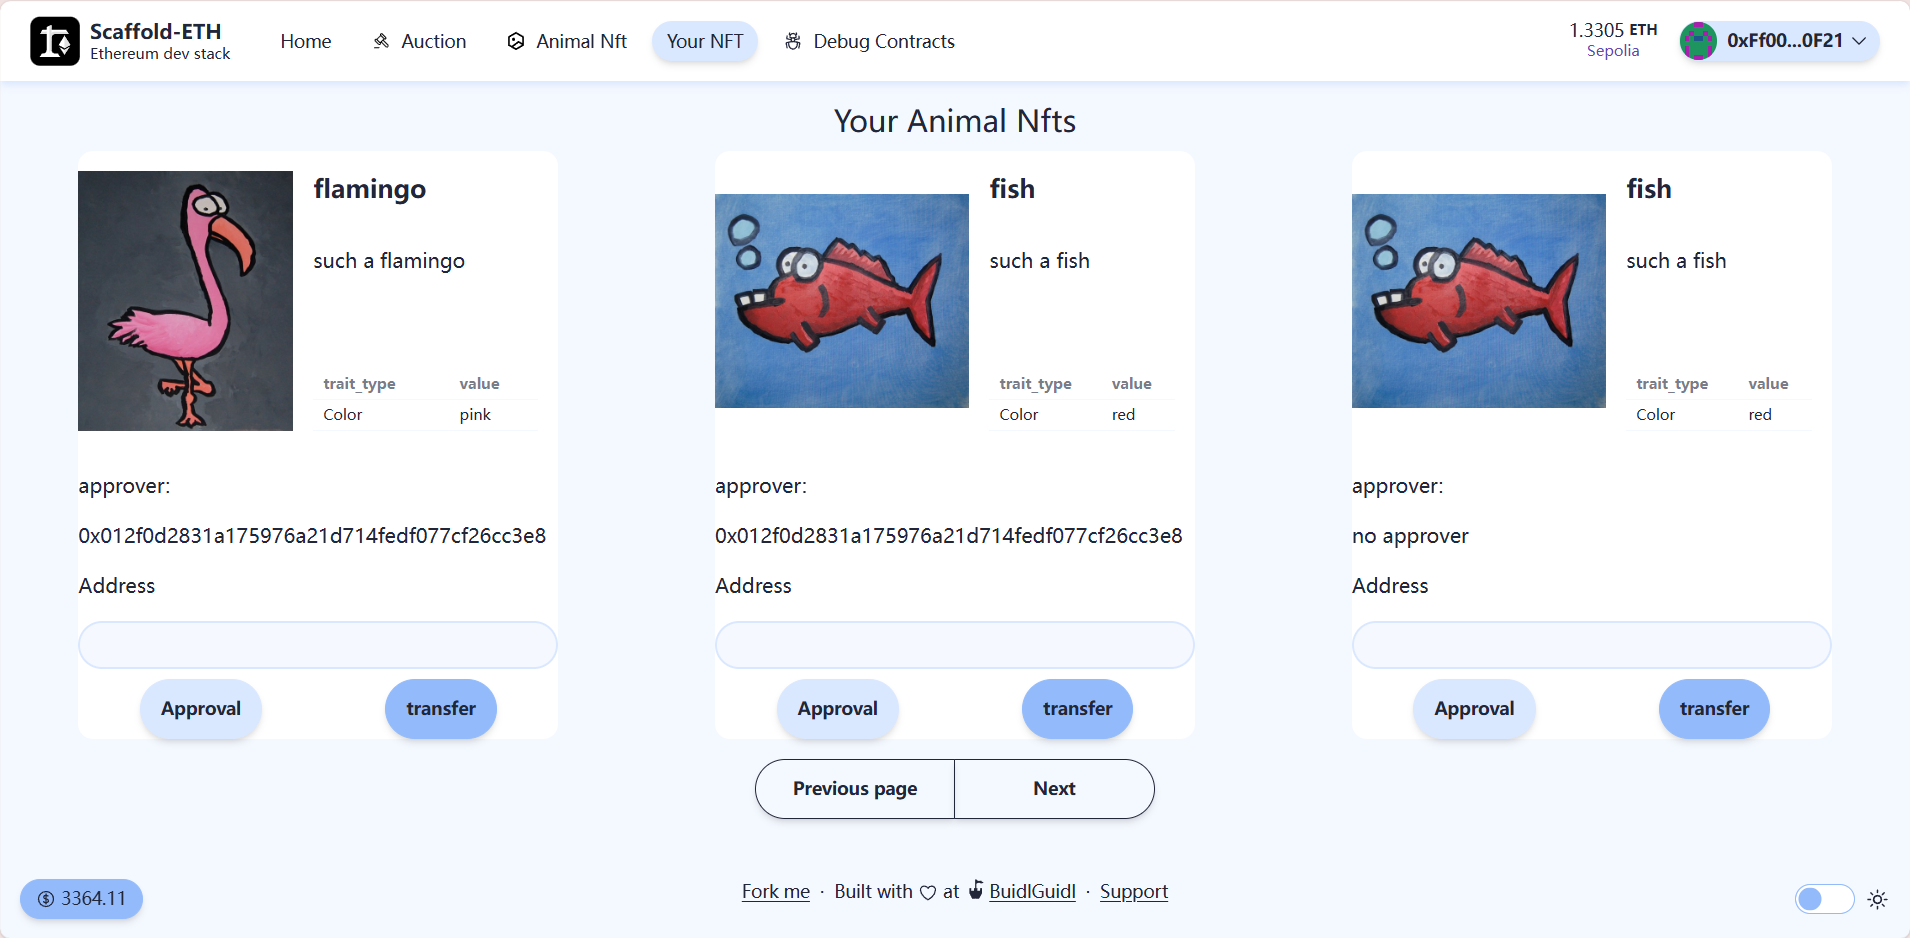 Scaffold-ETH
Ethereum dev stack
Home
Auction
Animal Nft
Your NFT
Debug Contracts
1.3305 ETH
Sepolia
0xFf00...0F21
Your Animal Nfts
flamingo
such a flamingo
trait_type value
Color pink
approver:
0x012f0d2831a175976a21d714fedf077cf26cc3e8
Address
Approval transfer
fish
such a fish
trait_type value
Color red
approver:
0x012f0d2831a175976a21d714fedf077cf26cc3e8
Address
Approval transfer
fish
such a fish
trait_type value
Color red
approver:
no approver
Address
Approval transfer
Previous page Next
3364.11
Fork me · Built with at BuidlGuidl · Support